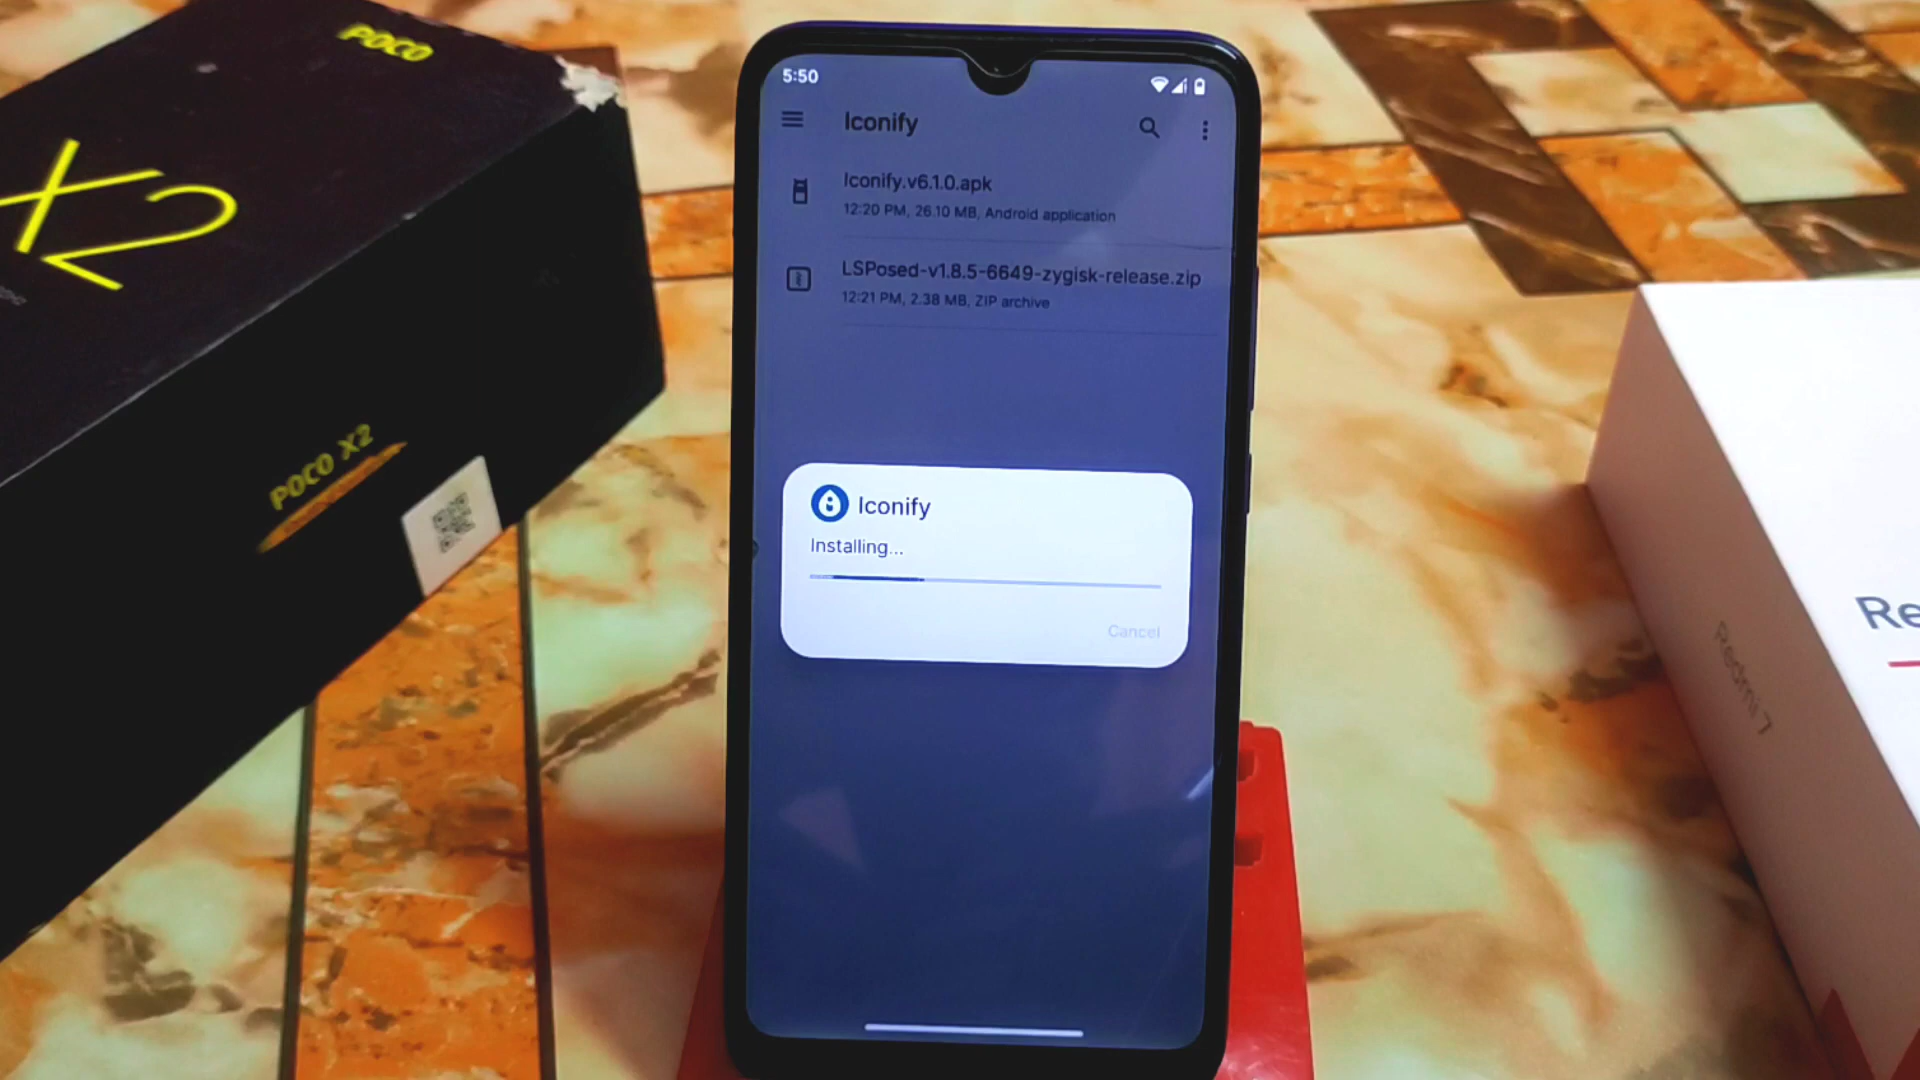 POCO
X2
POCO X2
5:50
Iconify
Iconify.v6.1.0.apk
12:20 PM, 26.10 MB, Android application
LSPosed-v1.8.5-6649-zygisk-release.zip
12:21 PM, 2.38 MB, ZIP archive
Iconify
Installing...
Cancel
Redmi 7
Re